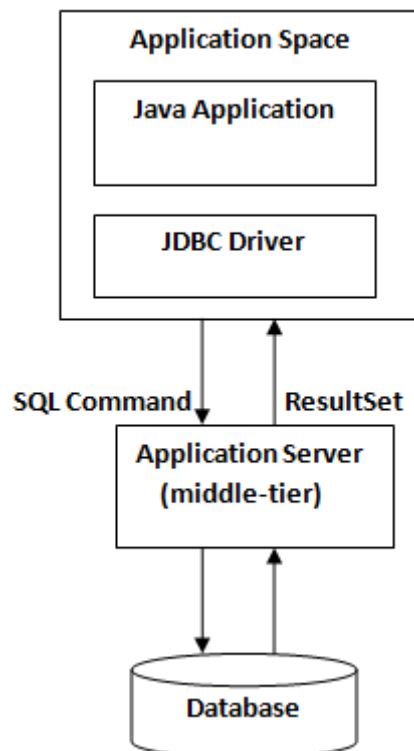 Application Space
Java Application
JDBC Driver
SQL Command
ResultSet
Application Server
(middle-tier)
Database